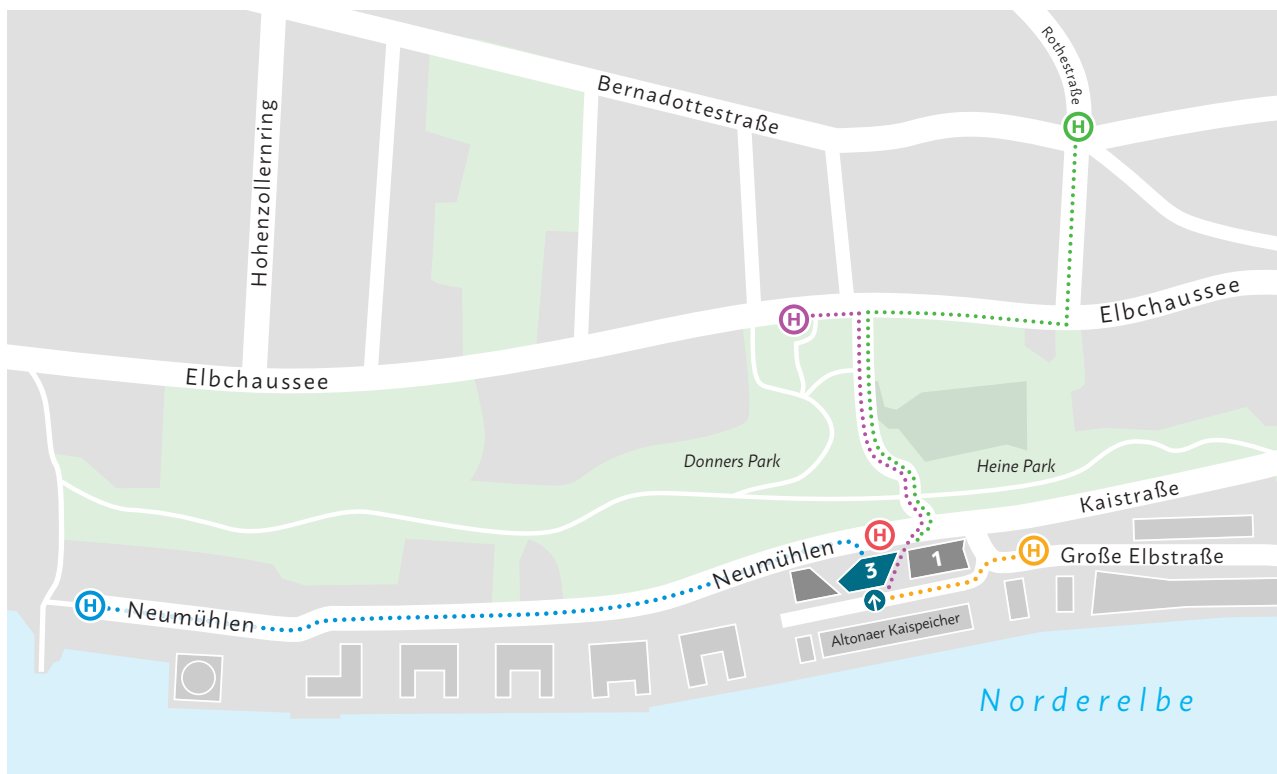 Rothestraße
Bernadottestraße
Hohenzollernring
H
Elbchaussee
H
Elbchaussee
Donners Park
Heine Park
Kaistraße
H
Neumühlen
3
1
H
Große Elbstraße
H
Neumühlen
Altonaer Kaispeicher
Norderelbe